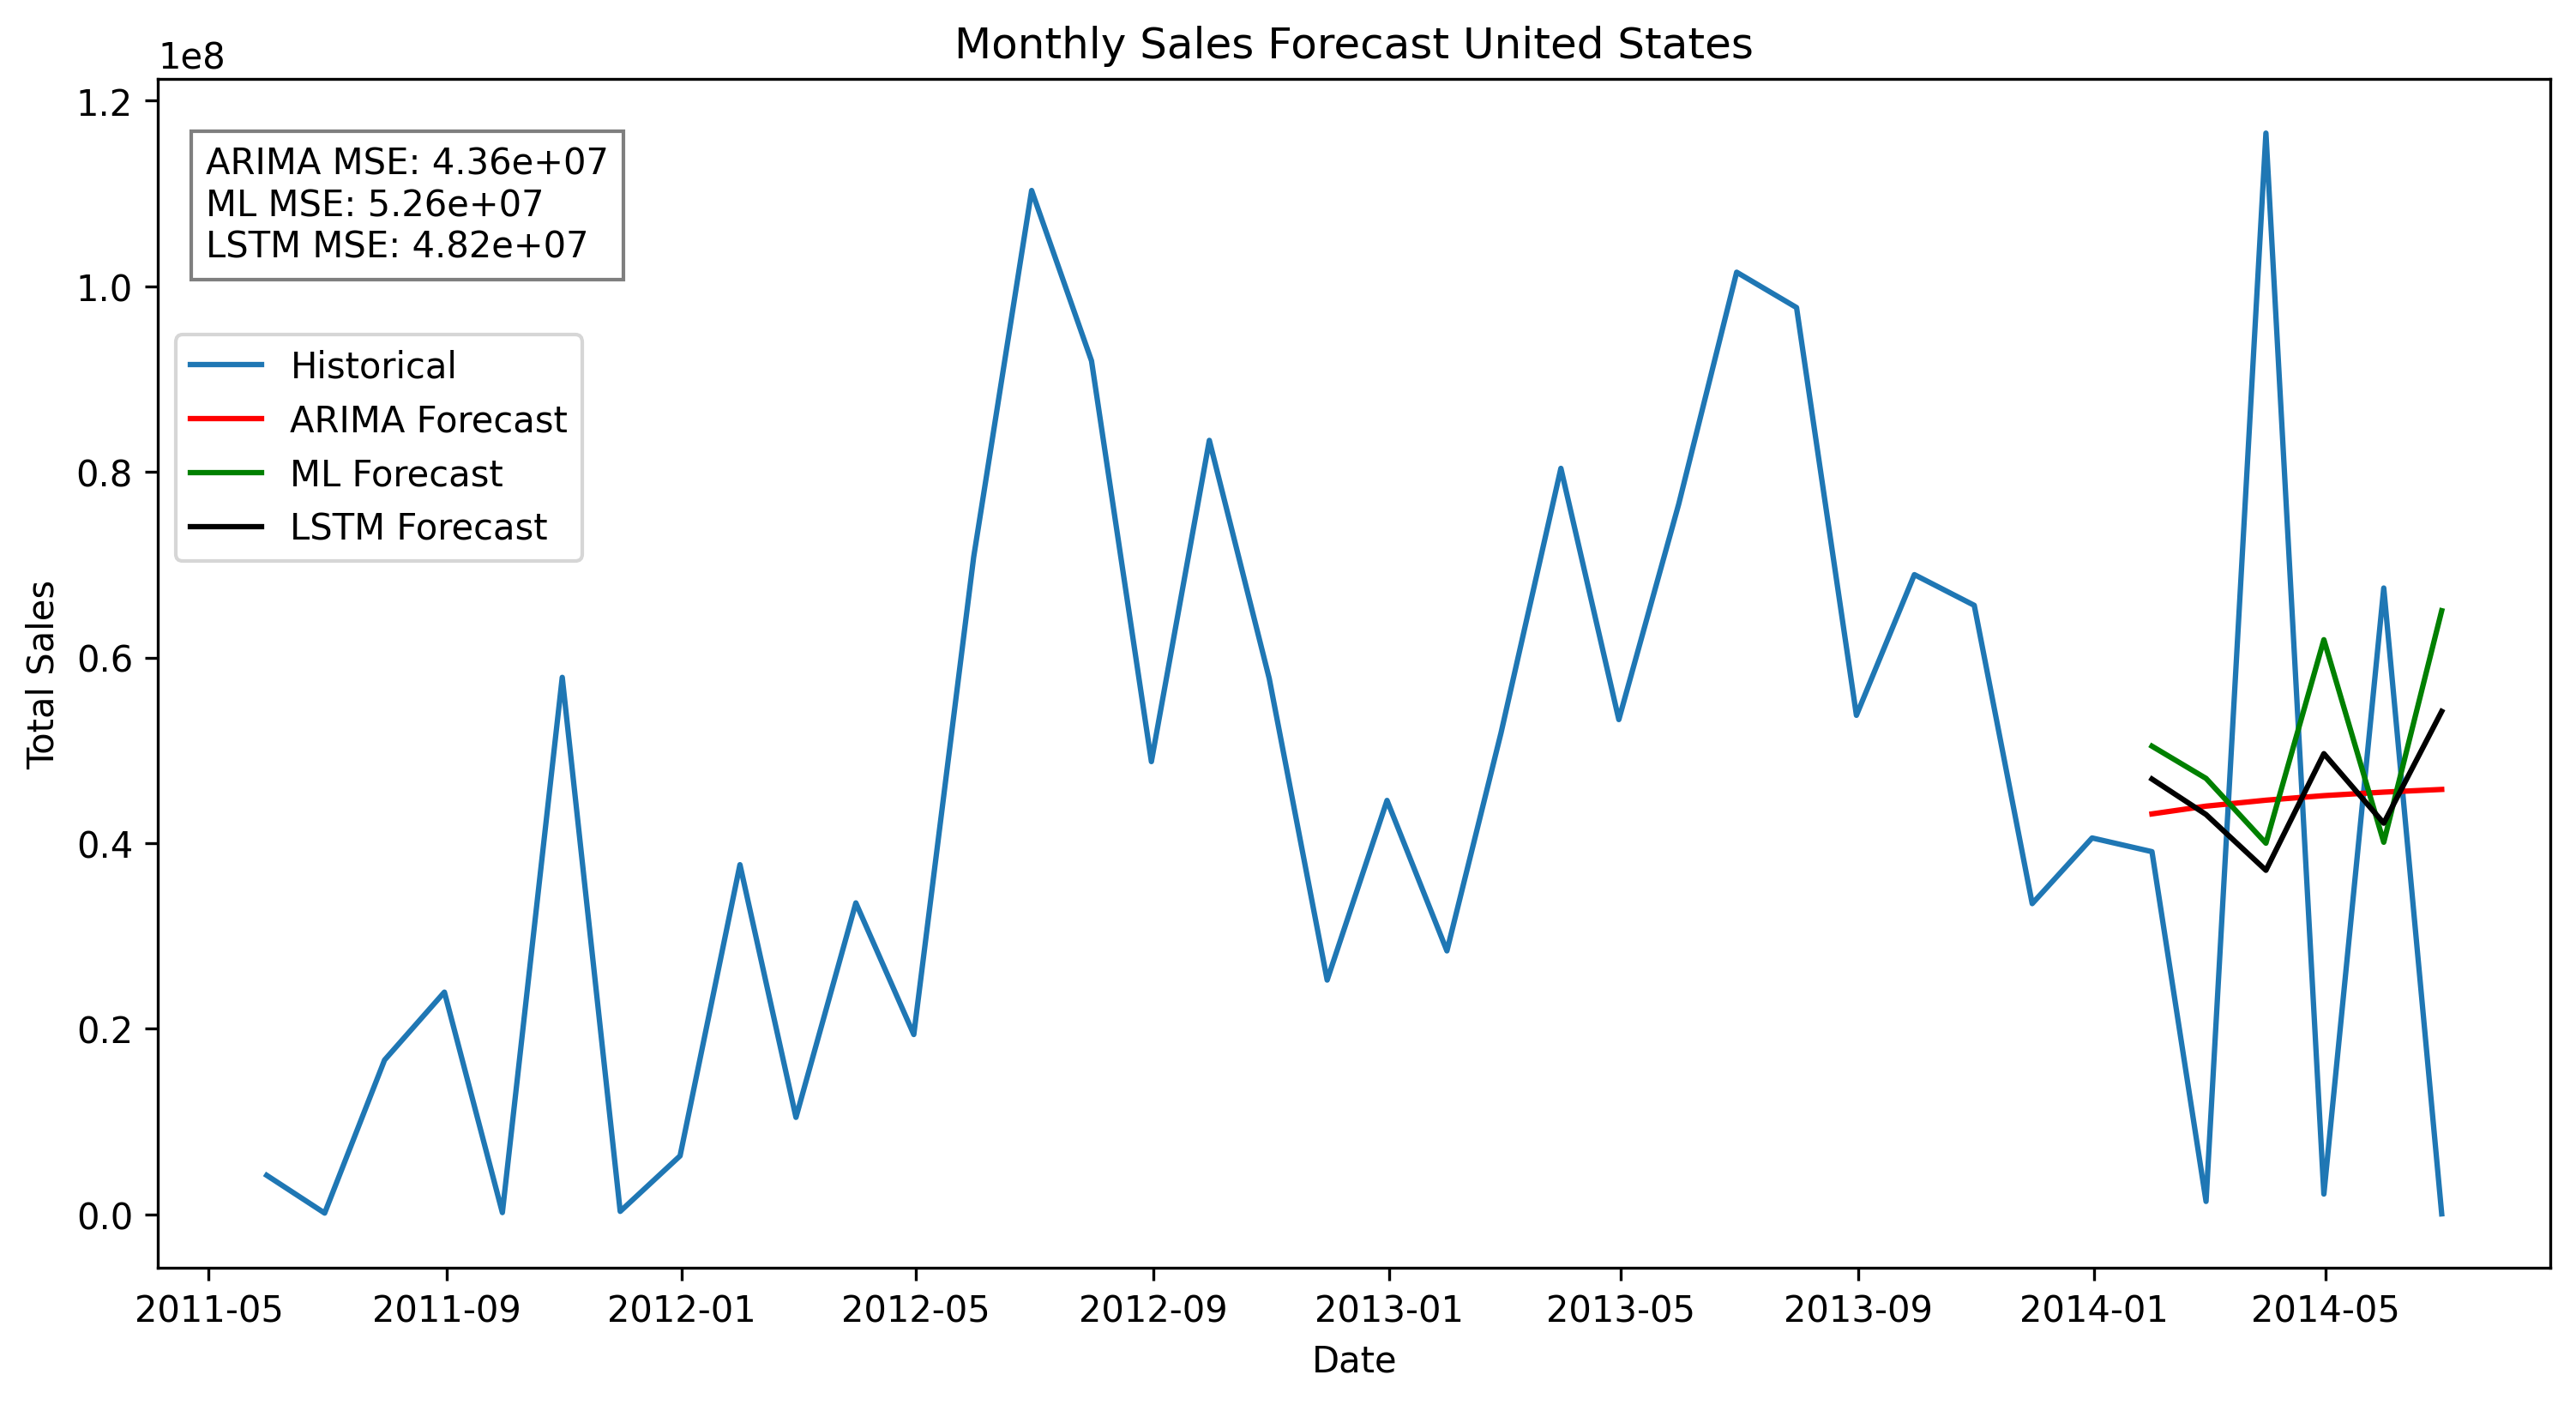 Monthly Sales Forecast United States
1e8
1.2
1.0
0.8
0.6
0.4
0.2
0.0
Total Sales
ARIMA MSE: 4.36e+07
ML MSE: 5.26e+07
LSTM MSE: 4.82e+07
Historical
ARIMA Forecast
ML Forecast
LSTM Forecast
2011-05 2011-09 2012-01 2012-05 2012-09 2013-01 2013-05 2013-09 2014-01 2014-05
Date